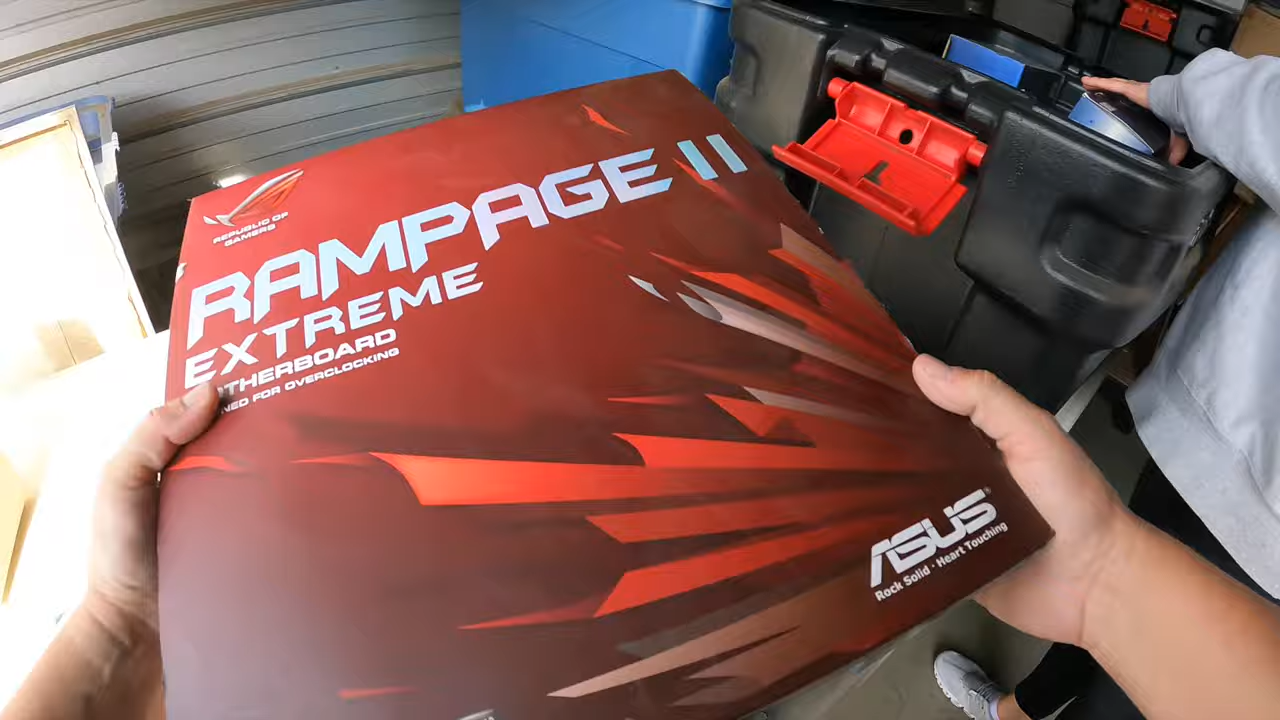 REPUBLIC OF
GAMERS
RAMPAGE II
EXTREME
THERBOARD
NED FOR OVERCLOCKING
ASUS
Rock Solid · Heart Touching